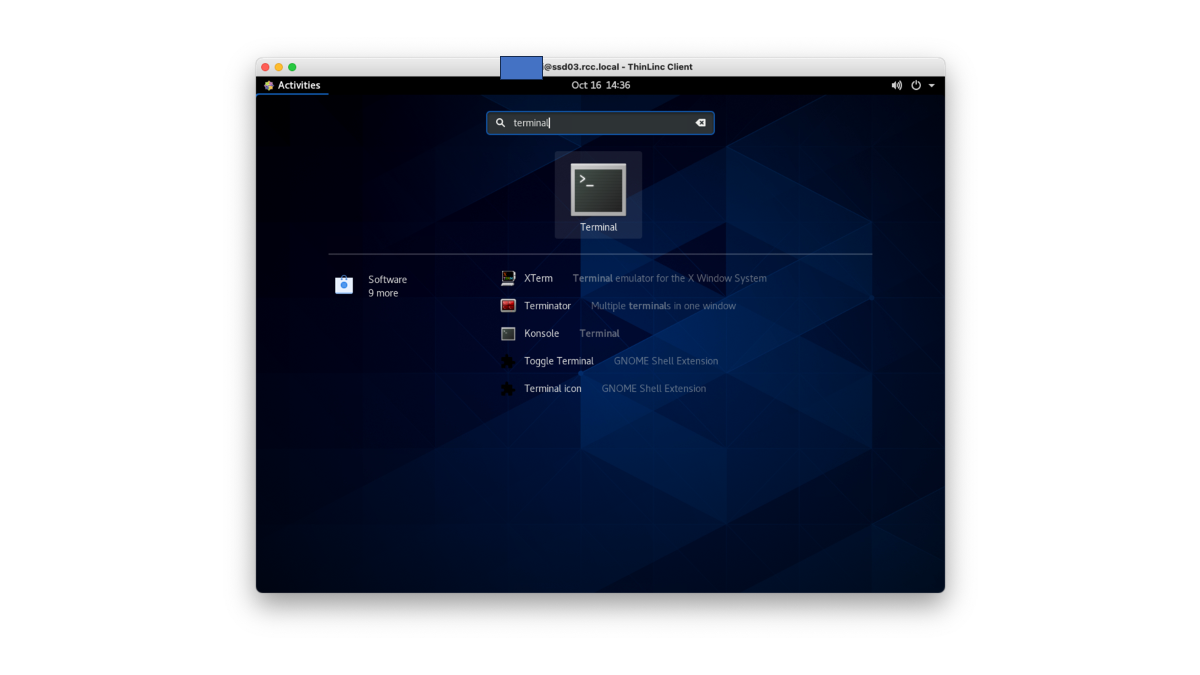 @ssd03.rcc.local - ThinLinc Client
Activities
Oct 16 14:36
terminal
>_
Terminal
Software
9 more
XTerm Terminal emulator for the X Window System
Terminator Multiple terminals in one window
Konsole Terminal
Toggle Terminal GNOME Shell Extension
Terminal icon GNOME Shell Extension